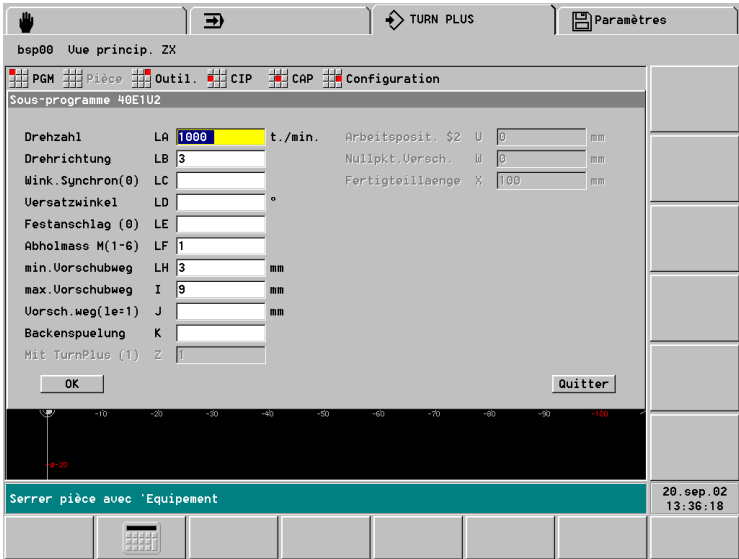 TURN PLUS
Paramètres
bsp00 Vue princip. ZX
PGM Pièce Outil. CIP CAP Configuration
Sous-programme 40E1U2
Drehzahl LA 1000 t./min. Arbeitsposit. $2 U 0 mm
Drehrichtung LB 3 Nullpkt.Versch. W 0 mm
Wink.Synchron(0) LC Fertigteillaenge X 100 mm
Versatzwinkel LD °
Festanschlag (0) LE
Abholmass M(1-6) LF 1
min.Vorschubweg LH 3 mm
max.Vorschubweg I 9 mm
Vorsch.weg(le=1) J mm
Backenspuelung K
Mit TurnPlus (1) Z 1
OK Quitter
-10 -20 -30 -40 -50 -60 -70 -80 -90 -100
ø-20
Serrer pièce avec 'Equipement
20.sep.02
13:36:18